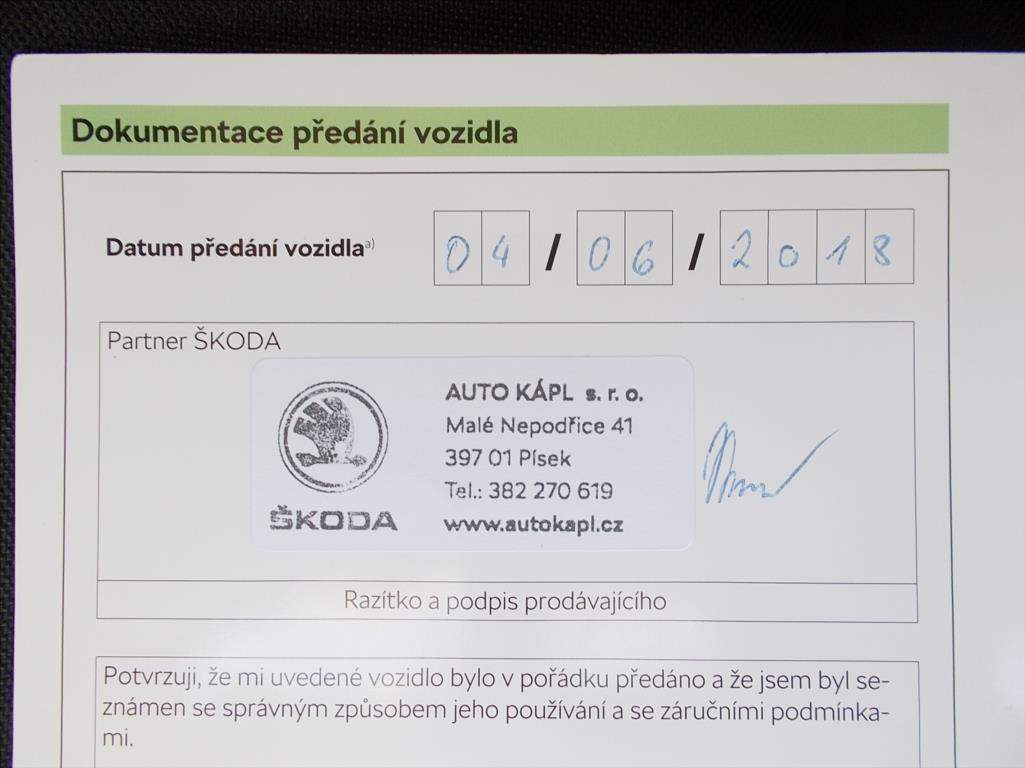 Dokumentace předání vozidla
Datum předání vozidla a) 04 / 06 / 2018
Partner ŠKODA
AUTO KÁPL s. r. o.
Malé Nepodřice 41
397 01 Písek
Tel.: 382 270 619
www.autokapl.cz
ŠKODA
Razítko a podpis prodávajícího
Potvrzuji, že mi uvedené vozidlo bylo v pořádku předáno a že jsem byl se-
známen se správným způsobem jeho používání a se záručními podmínka-
mi.